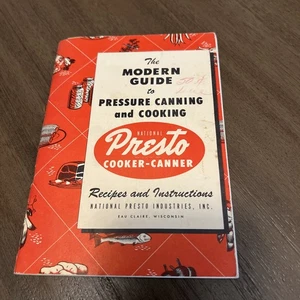 The
MODERN
GUIDE
to
PRESSURE CANNING
and COOKING
NATIONAL
Presto
COOKER-CANNER
Recipes and Instructions
NATIONAL PRESTO INDUSTRIES, INC.
EAU CLAIRE, WISCONSIN